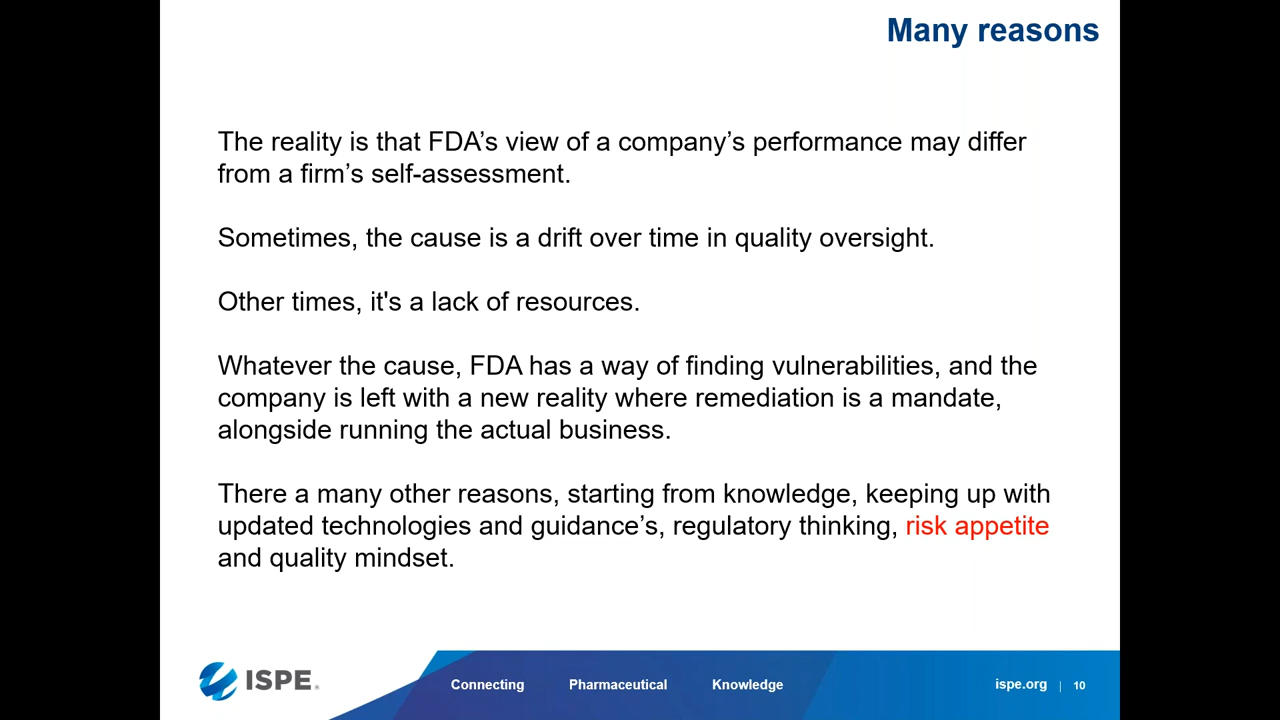 Many reasons
The reality is that FDA’s view of a company’s performance may differ
from a firm’s self-assessment.
Sometimes, the cause is a drift over time in quality oversight.
Other times, it's a lack of resources.
Whatever the cause, FDA has a way of finding vulnerabilities, and the
company is left with a new reality where remediation is a mandate,
alongside running the actual business.
There a many other reasons, starting from knowledge, keeping up with
updated technologies and guidance’s, regulatory thinking, risk appetite
and quality mindset.
ISPE®
Connecting Pharmaceutical Knowledge
ispe.org | 10